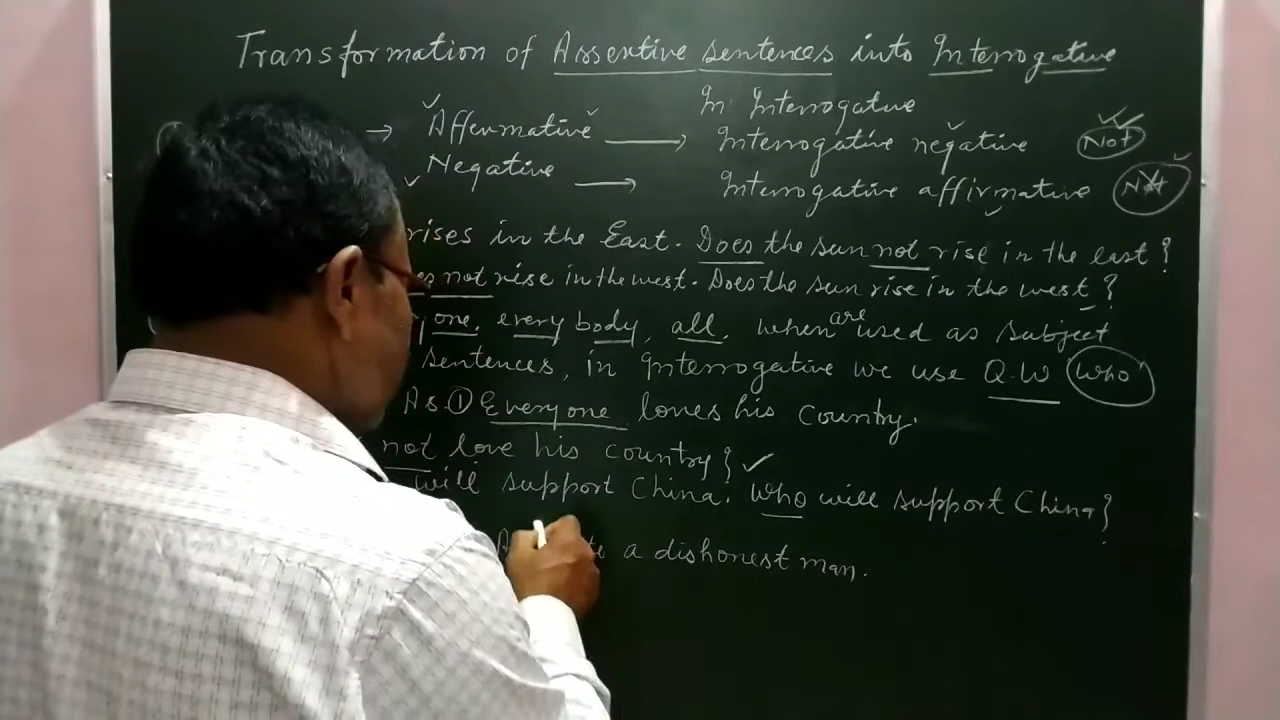 Transformation of Assertive sentences into Interrogative
In Interrogative
→ Affirmative → Interrogative negative Not
Negative → Interrogative affirmative Not
rises in the East. Does the sun not rise in the east?
not rise in the west. Does the sun rise in the west?
one, every body, all, when are used as subject
sentences, in Interrogative we use Q.W Who
As. ① Everyone loves his country.
not love his country?
will support China. Who will support China?
a dishonest man.